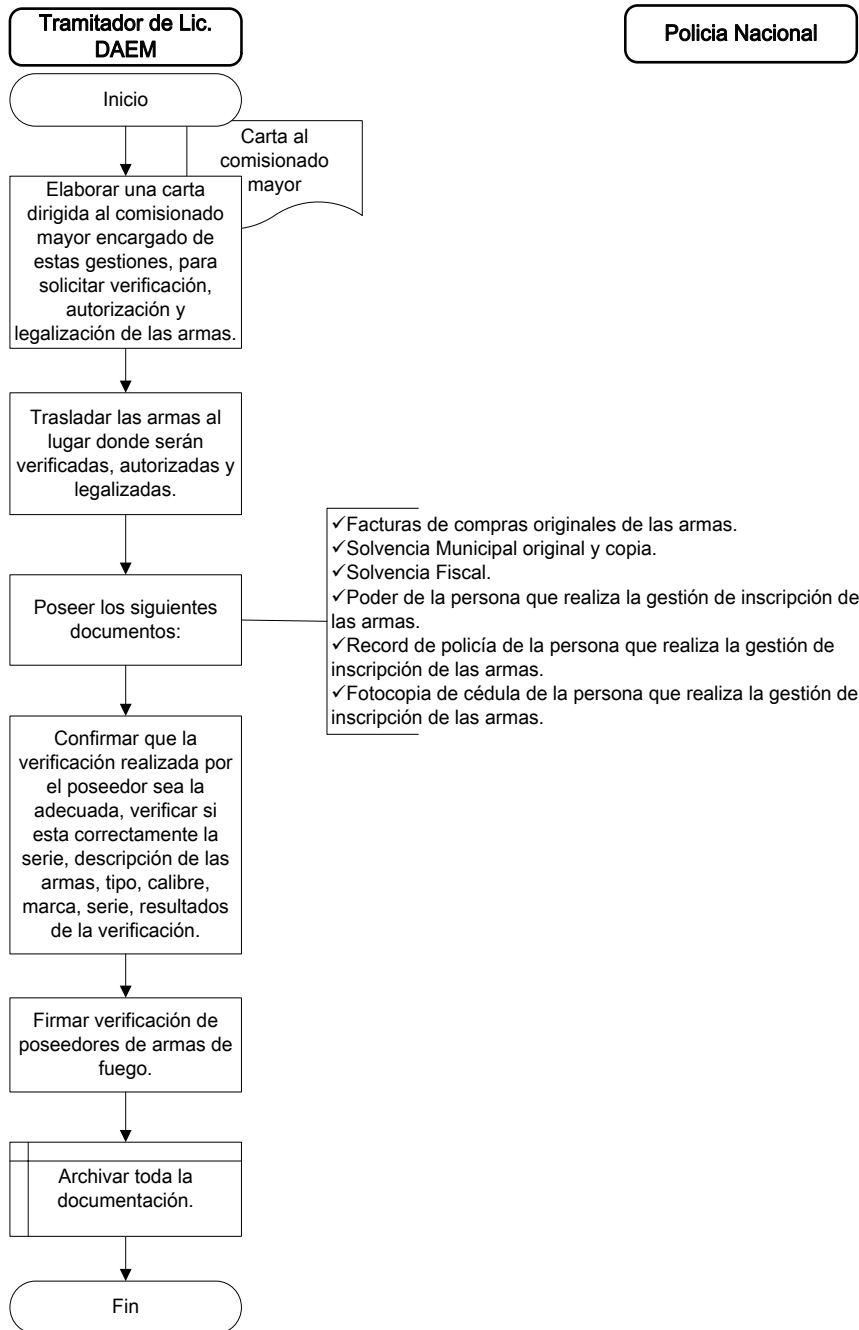 Tramitador de Lic.
DAEM
Policia Nacional
Inicio
Carta al
comisionado
mayor
Elaborar una carta
dirigida al comisionado
mayor encargado de
estas gestiones, para
solicitar verificación,
autorización y
legalización de las armas.
Trasladar las armas al
lugar donde serán
verificadas, autorizadas y
legalizadas.
Poseer los siguientes
documentos:
✓Facturas de compras originales de las armas.
✓Solvencia Municipal original y copia.
✓Solvencia Fiscal.
✓Poder de la persona que realiza la gestión de inscripción de
las armas.
✓Record de policía de la persona que realiza la gestión de
inscripción de las armas.
✓Fotocopia de cédula de la persona que realiza la gestión de
inscripción de las armas.
Confirmar que la
verificación realizada por
el poseedor sea la
adecuada, verificar si
esta correctamente la
serie, descripción de las
armas, tipo, calibre,
marca, serie, resultados
de la verificación.
Firmar verificación de
poseedores de armas de
fuego.
Archivar toda la
documentación.
Fin